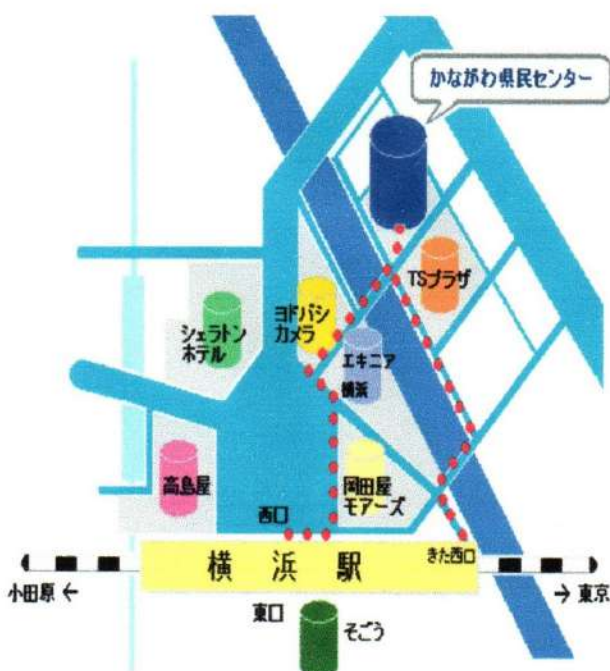 かながわ県民センター
TSプラザ
ヨドバシ
カメラ
シェラトン
ホテル
エキニア
横浜
高島屋
岡田屋
モアーズ
西口
きた西口
横浜駅
小田原←
→東京
東口
そごう